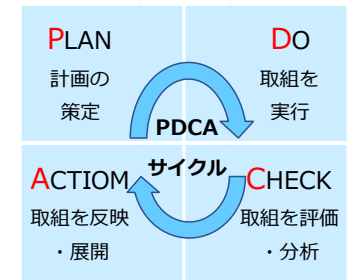 PLAN
計画の
策定
DO
取組を
実行
PDCA
サイクル
ACTIOM
取組を反映
・展開
CHECK
取組を評価
・分析